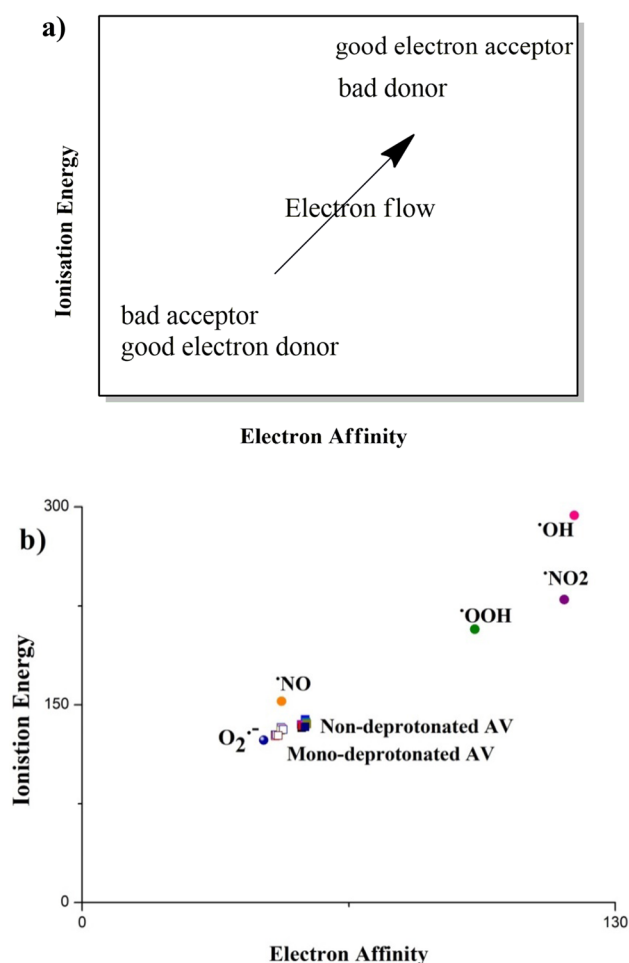 a)
good electron acceptor
bad donor
Electron flow
bad acceptor
good electron donor
Ionisation Energy
Electron Affinity
b)
300
150
0
0
130
Ionistion Energy
·OH
·NO2
·OOH
·NO
O2·-
Non-deprotonated AV
Mono-deprotonated AV
Electron Affinity